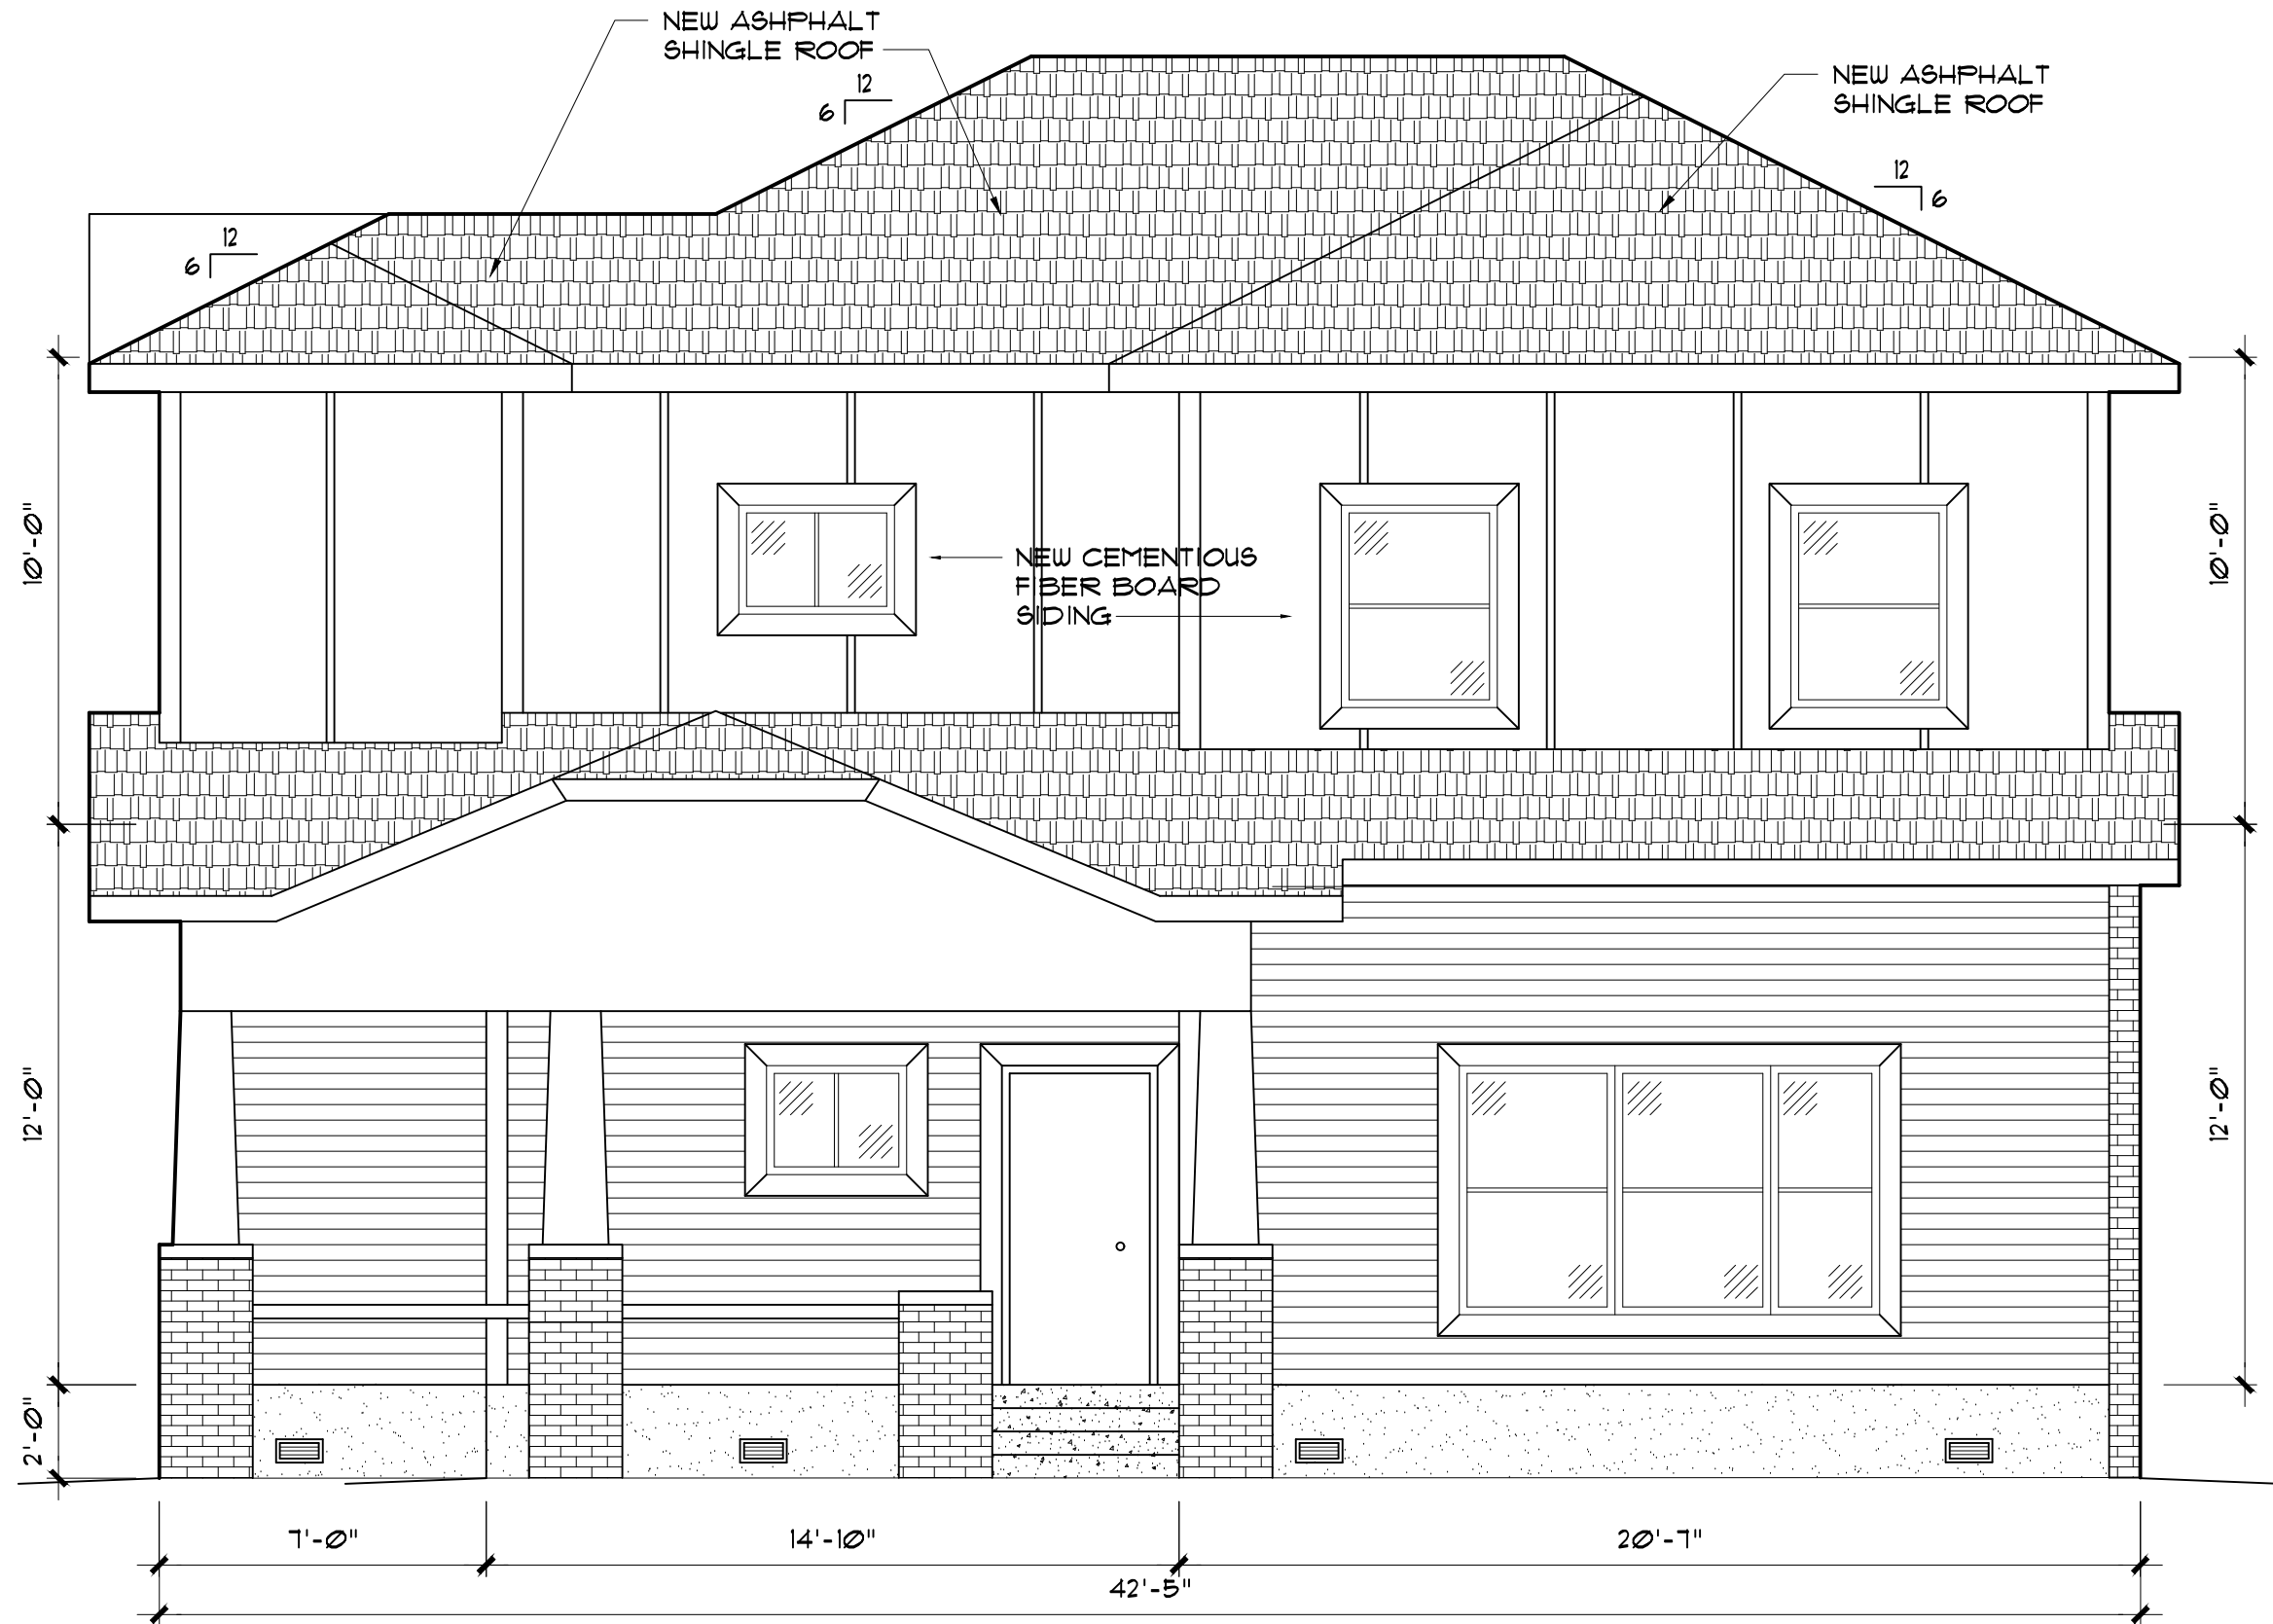 NEW ASHPHALT
SHINGLE ROOF
NEW ASHPHALT
SHINGLE ROOF
12
6
12
6
12
6
10'-0"
10'-0"
NEW CEMENTIOUS
FIBER BOARD
SIDING
12'-0"
12'-0"
2'-0"
7'-0"
14'-10"
20'-7"
42'-5"